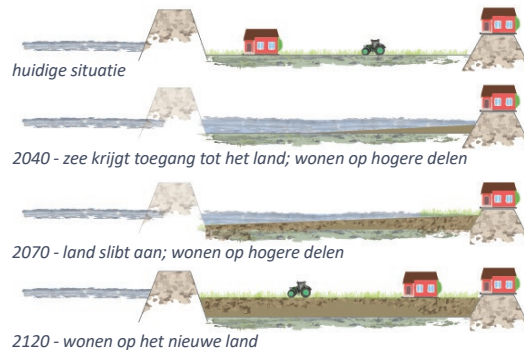 huidige situatie
2040 - zee krijgt toegang tot het land; wonen op hogere delen
2070 - land slibt aan; wonen op hogere delen
2120 - wonen op het nieuwe land